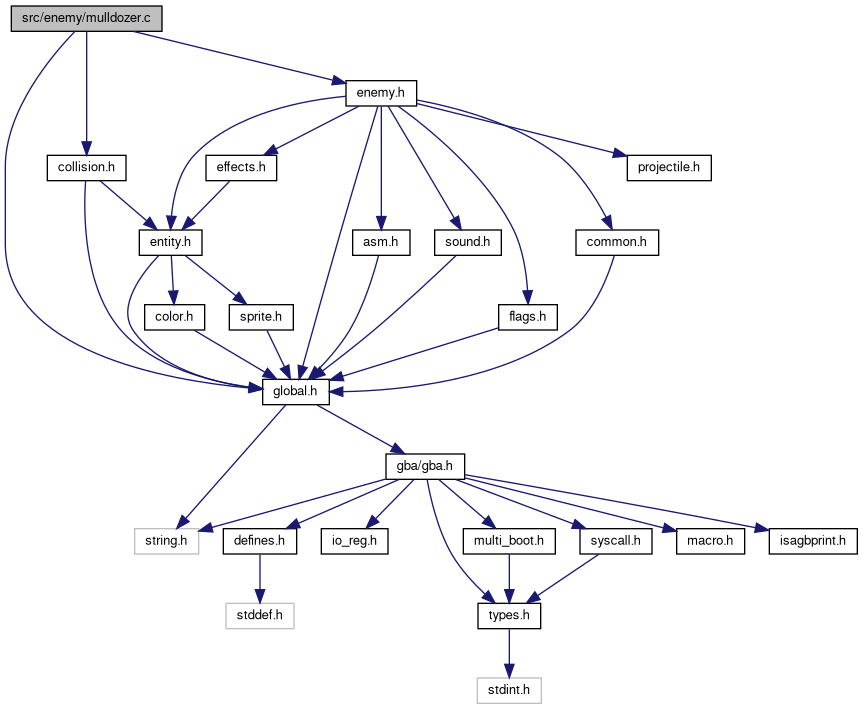 src/enemy/mulldozer.c
enemy.h
collision.h
effects.h
projectile.h
entity.h
asm.h
sound.h
common.h
color.h
sprite.h
flags.h
global.h
gba/gba.h
string.h
defines.h
io_reg.h
multi_boot.h
syscall.h
macro.h
isagbprint.h
stddef.h
types.h
stdint.h